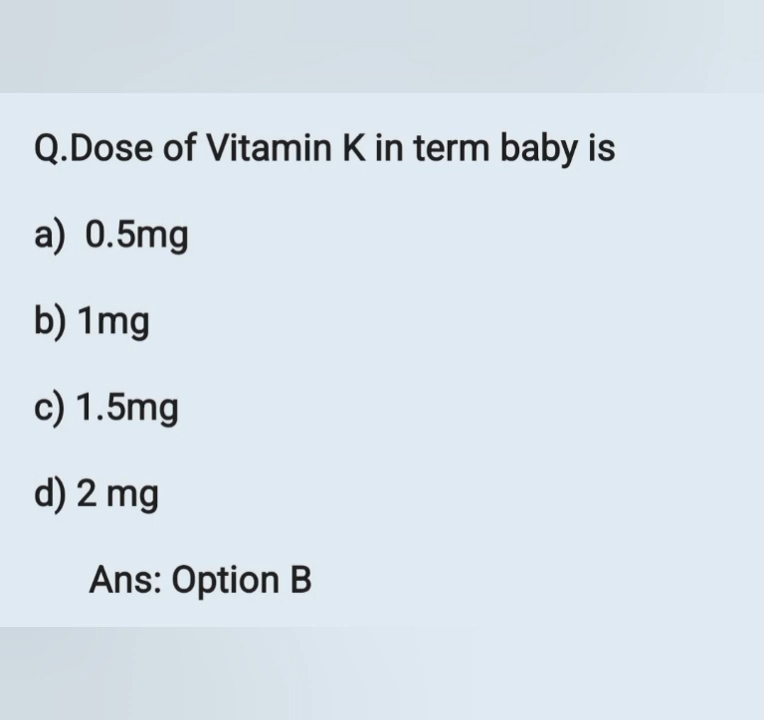 Q.Dose of Vitamin K in term baby is
a) 0.5mg
b) 1mg
c) 1.5mg
d) 2 mg
Ans: Option B